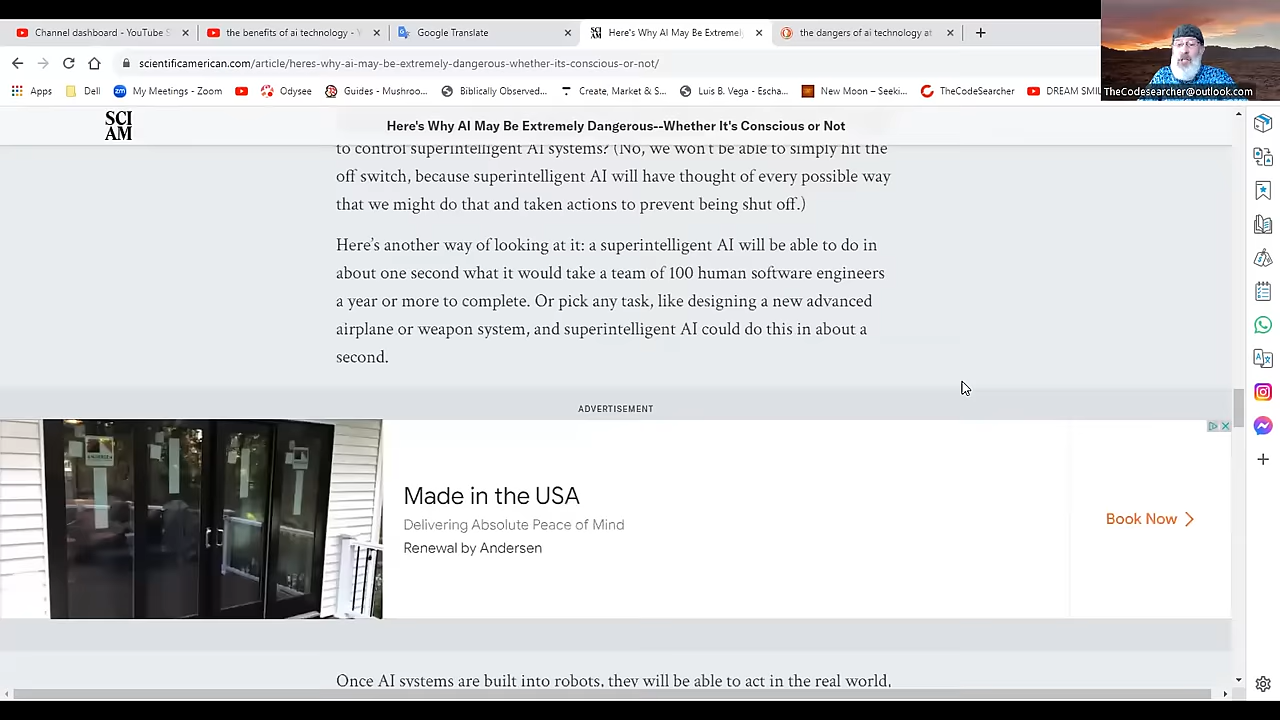 Channel dashboard - YouTube S
the benefits of ai technology -
Google Translate
Here's Why AI May Be Extremel
the dangers of ai technology at
scientificamerican.com/article/heres-why-ai-may-be-extremely-dangerous-whether-its-conscious-or-not/
Apps
Dell
My Meetings - Zoom
Odysee
Guides - Mushroo...
Biblically Observed...
Create, Market & S...
Luis B. Vega - Escha...
New Moon – Seeki...
TheCodeSearcher
DREAM SMIL
TheCodesearcher@outlook.com
SCI
AM
Here's Why AI May Be Extremely Dangerous--Whether It's Conscious or Not
to control superintelligent AI systems? (No, we won't be able to simply hit the
off switch, because superintelligent AI will have thought of every possible way
that we might do that and taken actions to prevent being shut off.)
Here's another way of looking at it: a superintelligent AI will be able to do in
about one second what it would take a team of 100 human software engineers
a year or more to complete. Or pick any task, like designing a new advanced
airplane or weapon system, and superintelligent AI could do this in about a
second.
ADVERTISEMENT
Made in the USA
Delivering Absolute Peace of Mind
Renewal by Andersen
Book Now
Once AI systems are built into robots, they will be able to act in the real world,